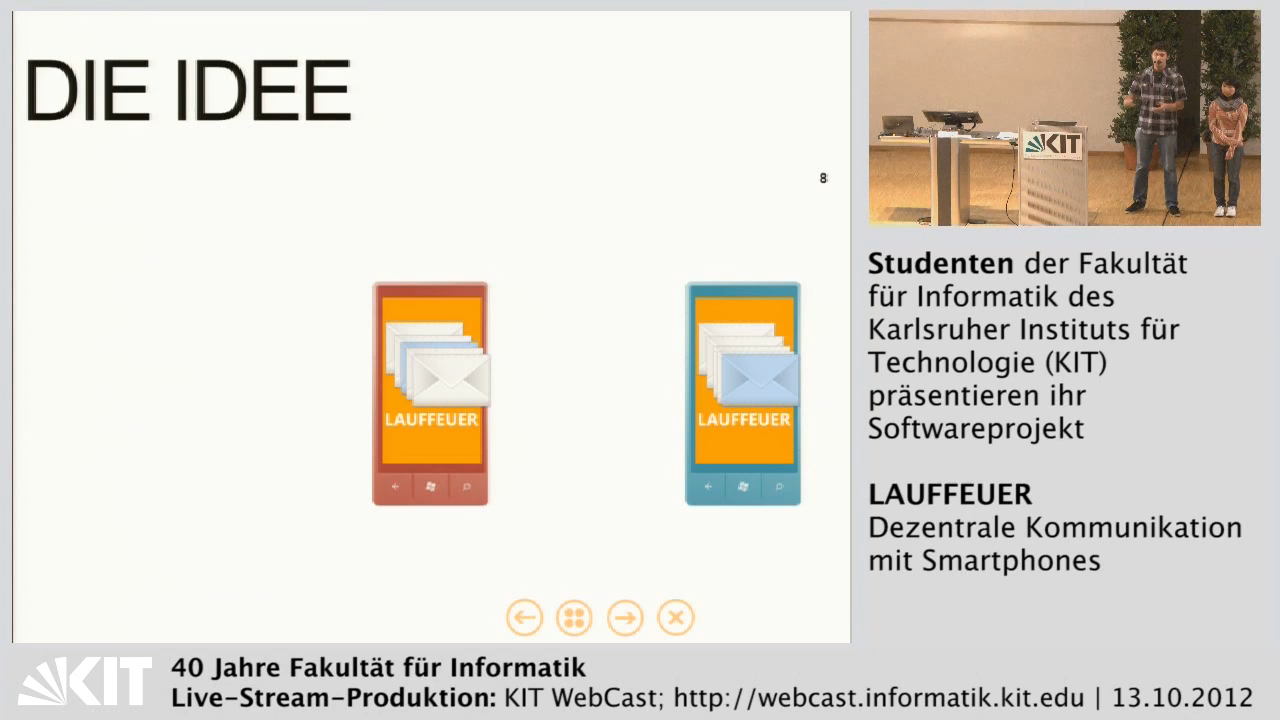 DIE IDEE
8
LAUFFEUER
LAUFFEUER
KIT
Studenten der Fakultät
für Informatik des
Karlsruher Instituts für
Technologie (KIT)
präsentieren ihr
Softwareprojekt
LAUFFEUER
Dezentrale Kommunikation
mit Smartphones
KIT
40 Jahre Fakultät für Informatik
Live-Stream-Produktion: KIT WebCast; http://webcast.informatik.kit.edu | 13.10.2012